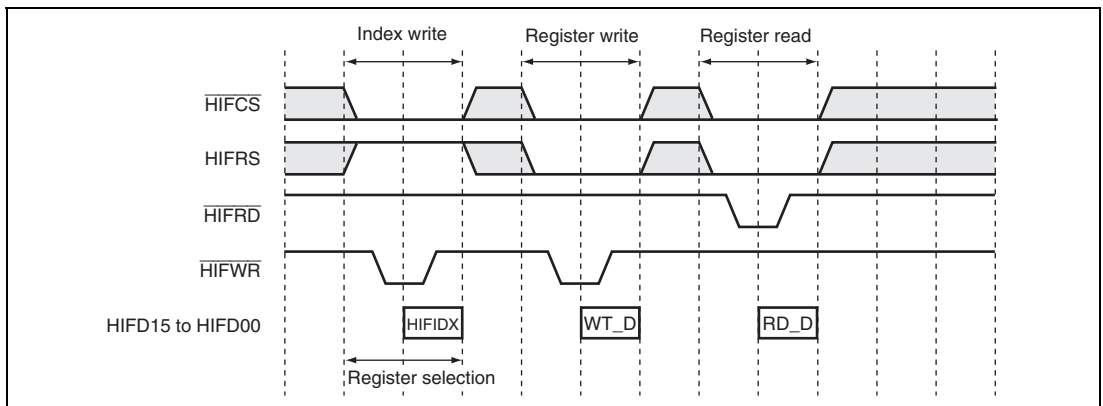 Index write Register write Register read
HIFCS
HIFRS
HIFRD
HIFWR
HIFD15 to HIFD00 HIFIDX WT_D RD_D
Register selection